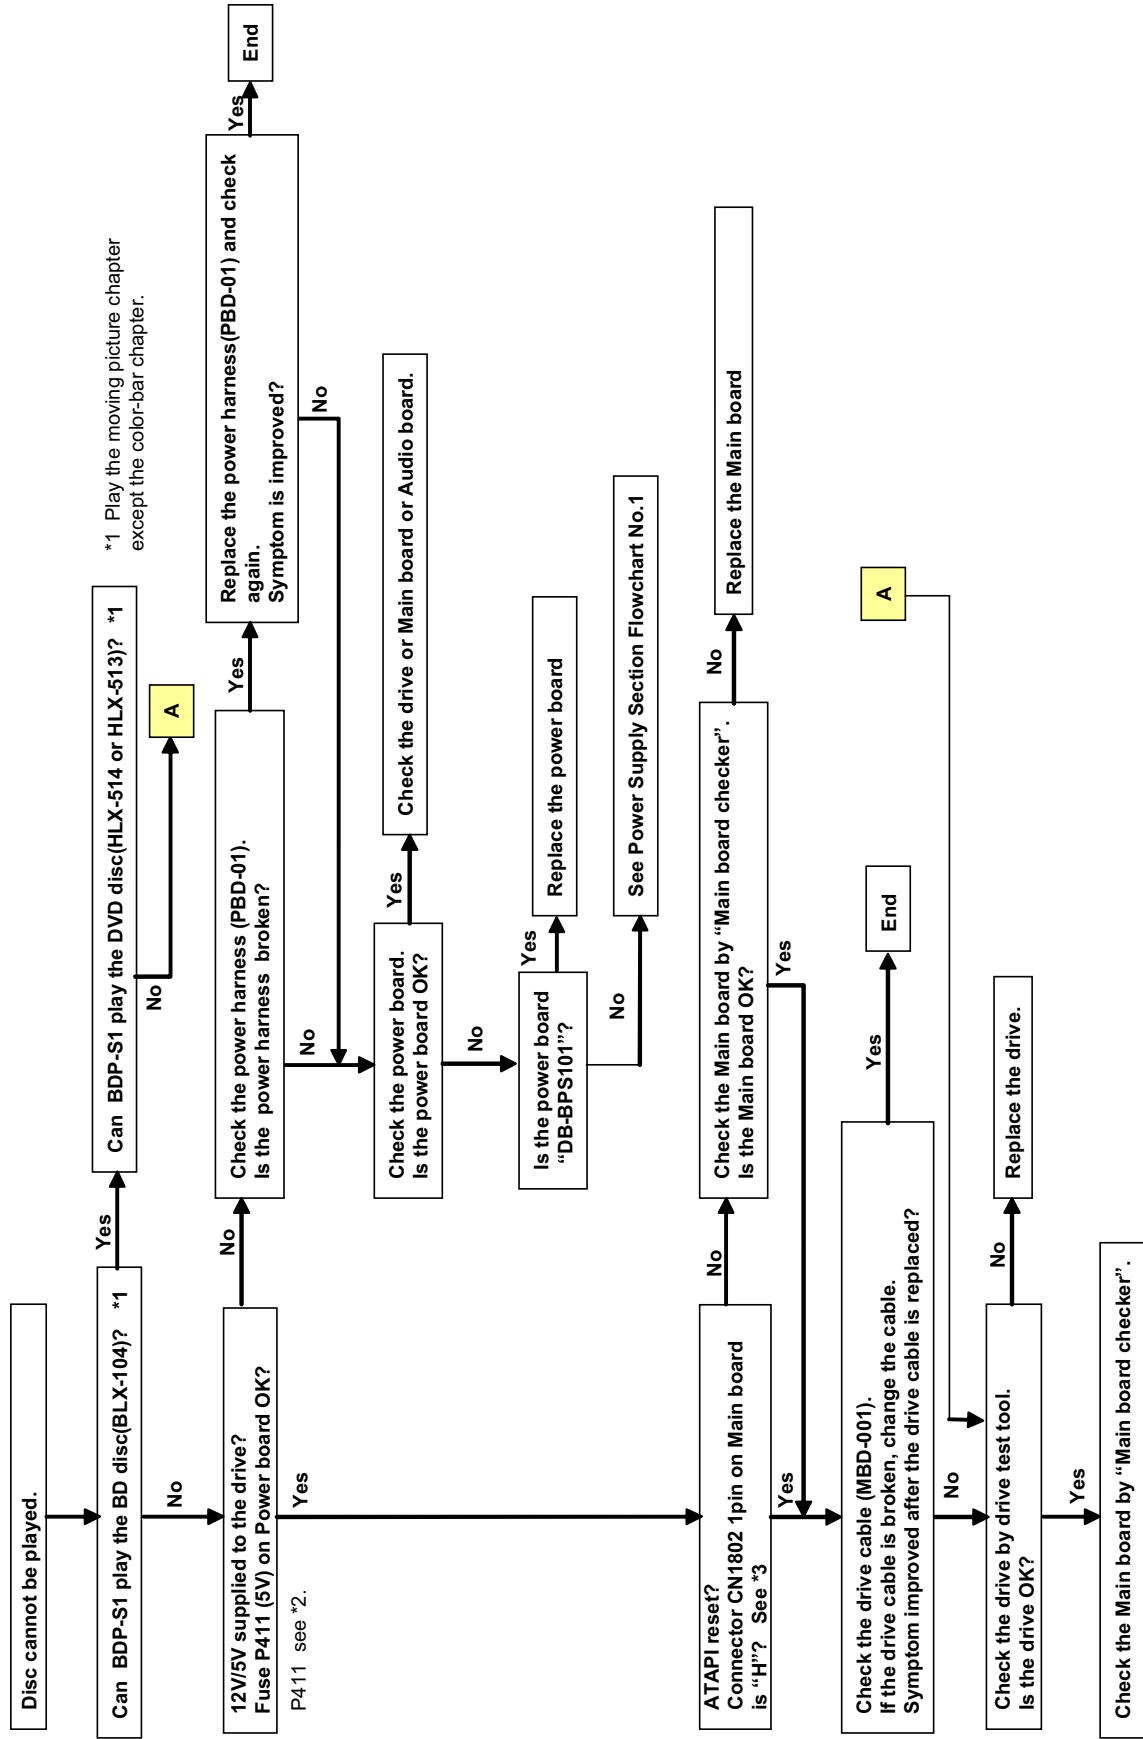 Disc cannot be played.
Can BDP-S1 play the BD disc(BLX-104)? *1
Yes
Can BDP-S1 play the DVD disc(HLX-514 or HLX-513)? *1
*1 Play the moving picture chapter
except the color-bar chapter.
No
A
No
12V/5V supplied to the drive?
Fuse P411 (5V) on Power board OK?
P411 see *2.
No
Check the power harness (PBD-01).
Is the power harness broken?
Yes
Replace the power harness(PBD-01) and check
again.
Symptom is improved?
Yes
End
No
No
Check the power board.
Is the power board OK?
Yes
Check the drive or Main board or Audio board.
No
Is the power board
“DB-BPS101”?
Yes
Replace the power board
No
See Power Supply Section Flowchart No.1
Yes
ATAPI reset?
Connector CN1802 1pin on Main board
is “H”? See *3
No
Check the Main board by “Main board checker”.
Is the Main board OK?
No
Replace the Main board
Yes
Yes
Check the drive cable (MBD-001).
If the drive cable is broken, change the cable.
Symptom improved after the drive cable is replaced?
Yes
End
A
No
Check the drive by drive test tool.
Is the drive OK?
No
Replace the drive.
Yes
Check the Main board by “Main board checker”.